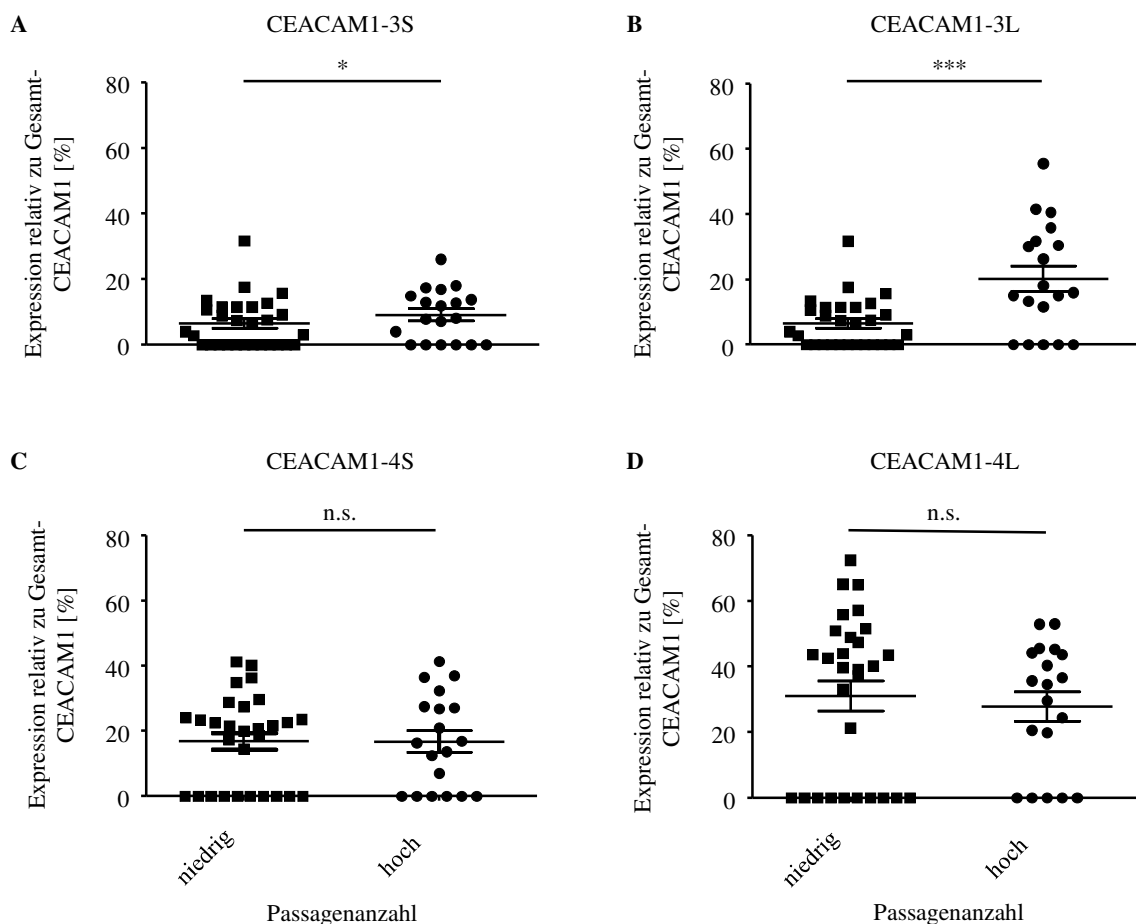 A
CEACAM1-3S
*
Expression relativ zu Gesamt-
CEACAM1 [%]
80
60
40
20
0
B
CEACAM1-3L
***
Expression relativ zu Gesamt-
CEACAM1 [%]
80
60
40
20
0
C
CEACAM1-4S
n.s.
Expression relativ zu Gesamt-
CEACAM1 [%]
80
60
40
20
0
niedrig
hoch
Passagenanzahl
D
CEACAM1-4L
n.s.
Expression relativ zu Gesamt-
CEACAM1 [%]
80
60
40
20
0
niedrig
hoch
Passagenanzahl